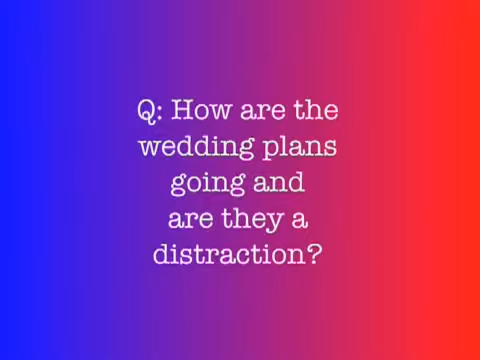 Q: How are the
wedding plans
going and
are they a
distraction?